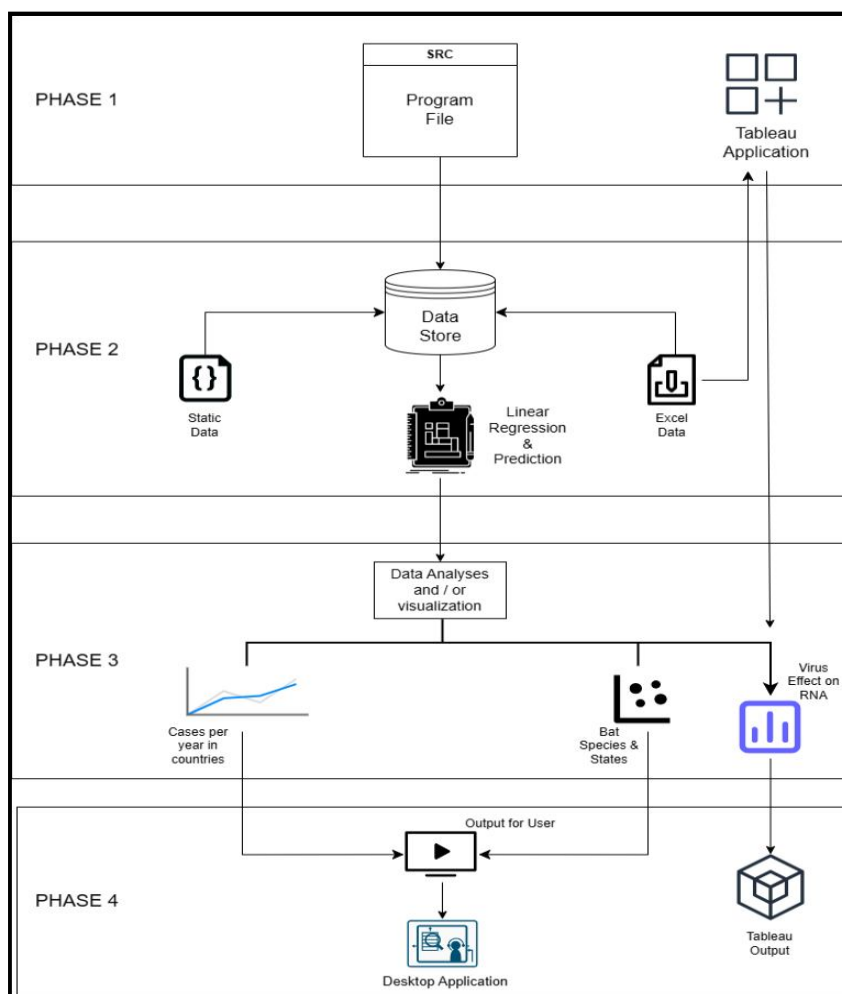 SRC
Program
File
PHASE 1
Tableau
Application
Data
Store
PHASE 2
{}
Static
Data
Linear
Regression
&
Prediction
Excel
Data
Data Analyses
and / or
visualization
PHASE 3
Virus
Effect on
RNA
Cases per
year in
countries
Bat
Species &
States
Output for User
PHASE 4
Desktop Application
Tableau
Output